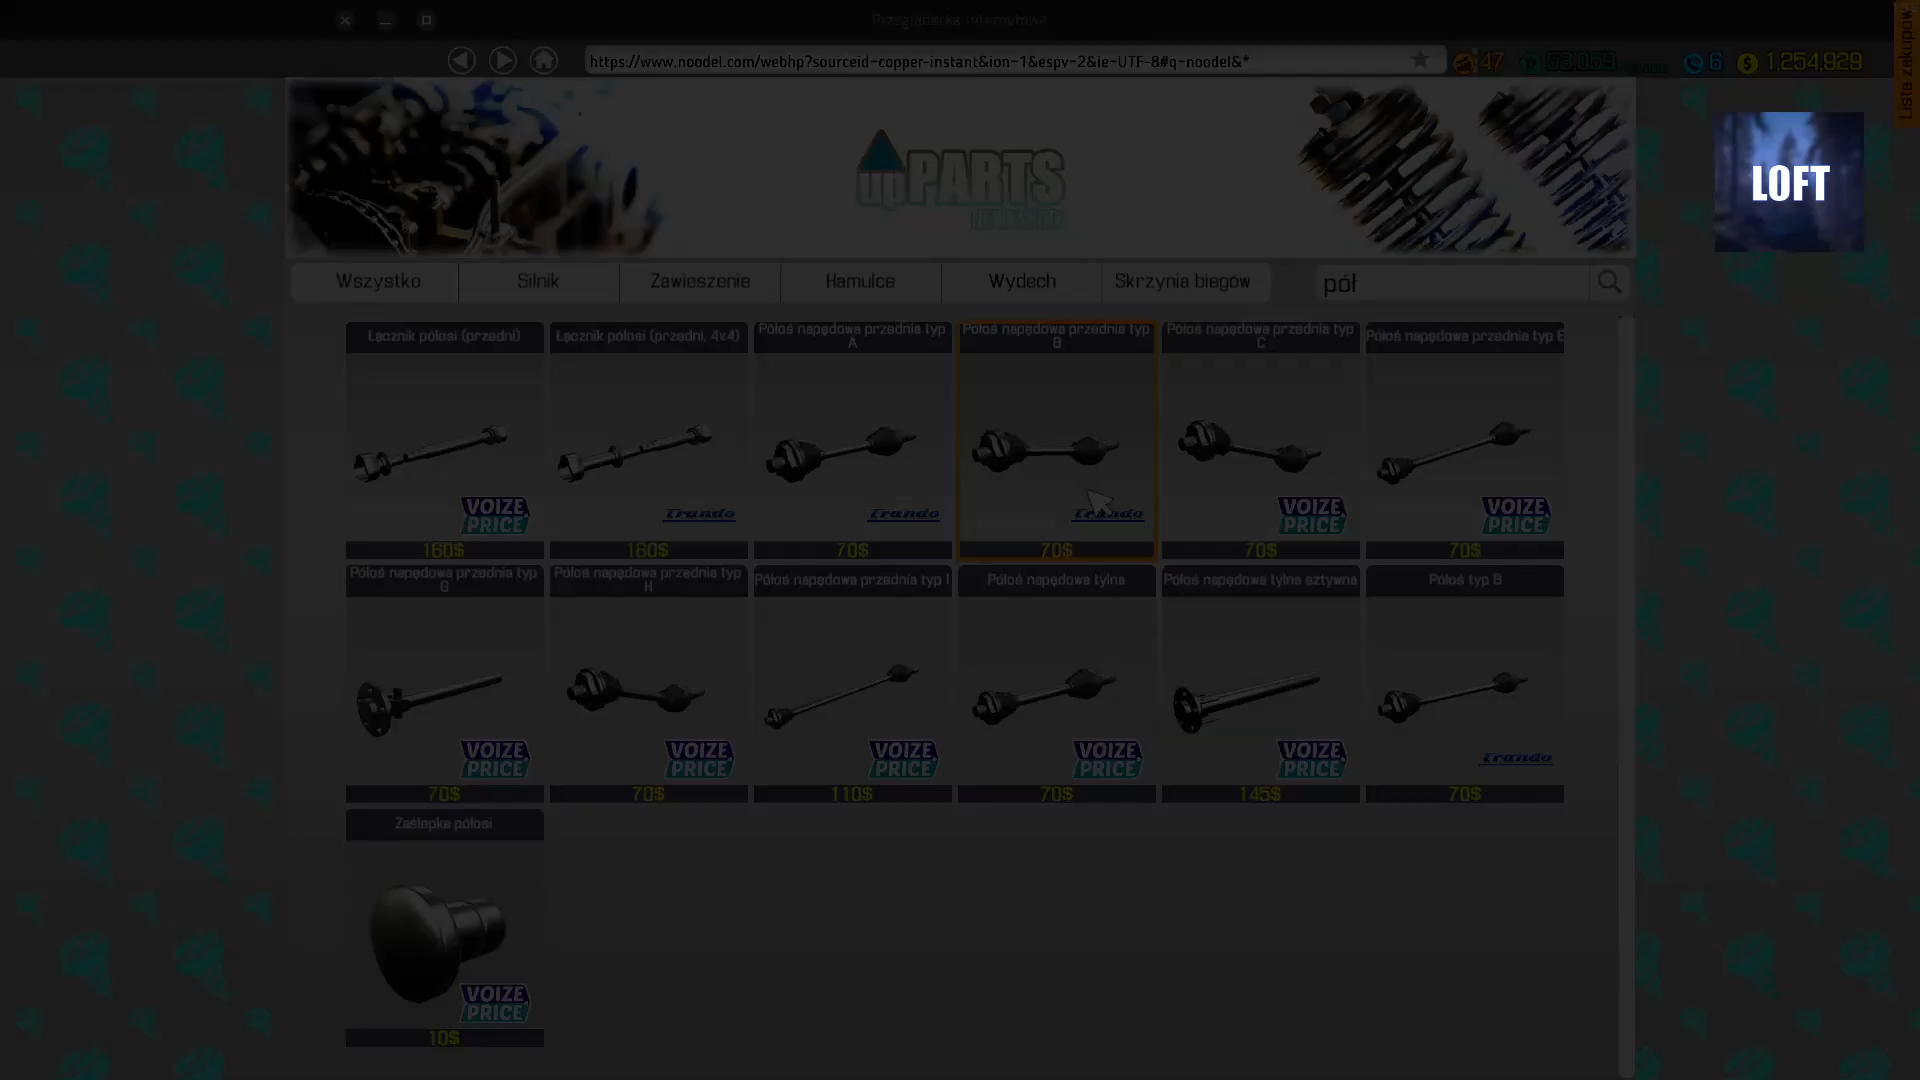 Przeglądarka internetowa
Lista zakupów
https://www.noodel.com/webhp?sourceid-copper-instant&ion-1&espv-2&ie-UTF-8#q-noodel&*
47
53,059
6
$ 1,254,929
upPARTS
LOFT
Wszystko
Silnik
Zawieszenie
Hamulce
Wydech
Skrzynia biegów
pół
Łącznik półosi (przedni)
Łącznik półosi (przedni, 4x4)
Półoś napędowa przednia typ
A
Półoś napędowa przednia typ
B
Półoś napędowa przednia typ
C
Półoś napędowa przednia typ E
VOIZE
PRICE
Trando
Trando
Trando
VOIZE
PRICE
VOIZE
PRICE
160$
160$
70$
70$
70$
70$
Półoś napędowa przednia typ
G
Półoś napędowa przednia typ
H
Półoś napędowa przednia typ I
Półoś napędowa tylna
Półoś napędowa tylna sztywna
Półoś typ B
VOIZE
PRICE
VOIZE
PRICE
VOIZE
PRICE
VOIZE
PRICE
VOIZE
PRICE
Trando
70$
70$
110$
70$
145$
70$
Zaślepka półosi
VOIZE
PRICE
10$